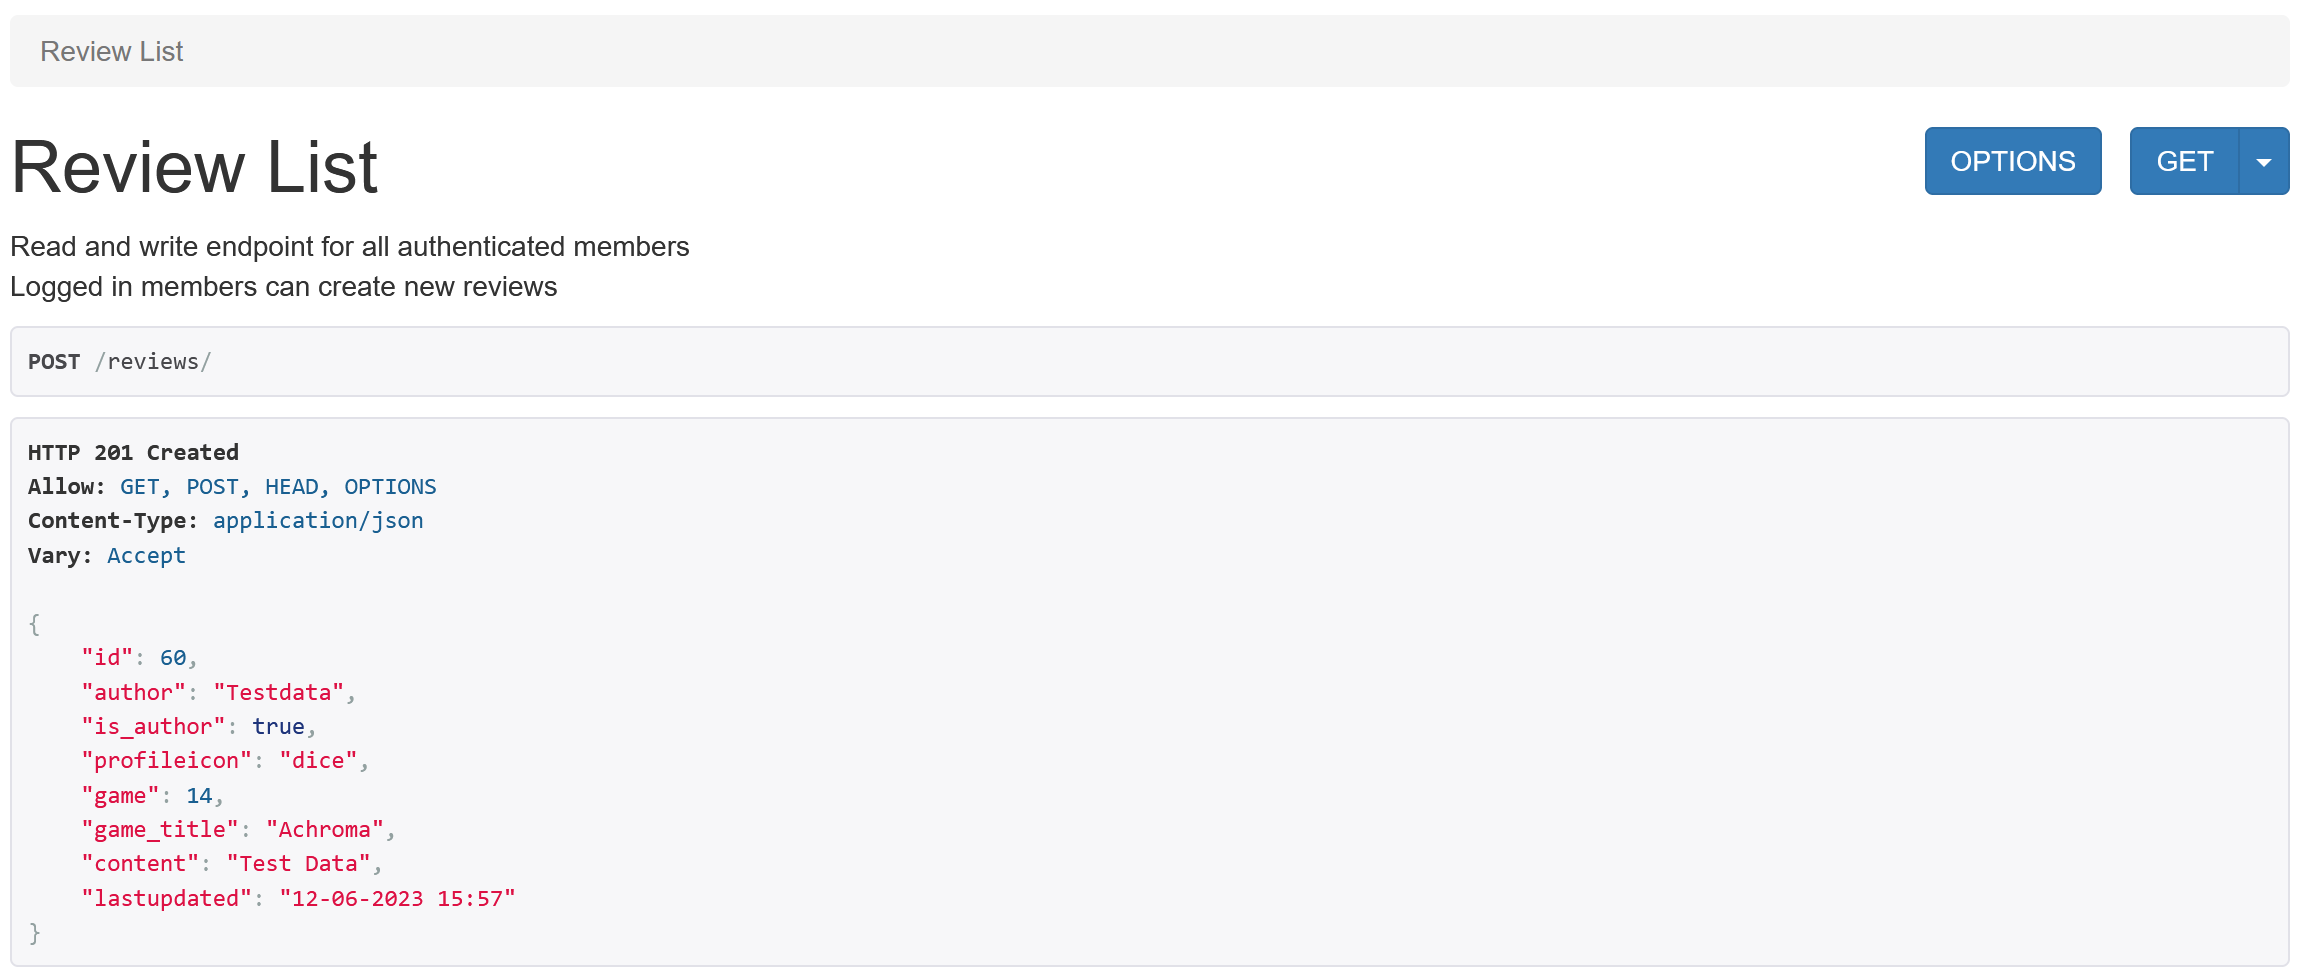 Review List
Review List
OPTIONS
GET
Read and write endpoint for all authenticated members
Logged in members can create new reviews
POST /reviews/
HTTP 201 Created
Allow: GET, POST, HEAD, OPTIONS
Content-Type: application/json
Vary: Accept
{
    "id": 60,
    "author": "Testdata",
    "is_author": true,
    "profileicon": "dice",
    "game": 14,
    "game_title": "Achroma",
    "content": "Test Data",
    "lastupdated": "12-06-2023 15:57"
}